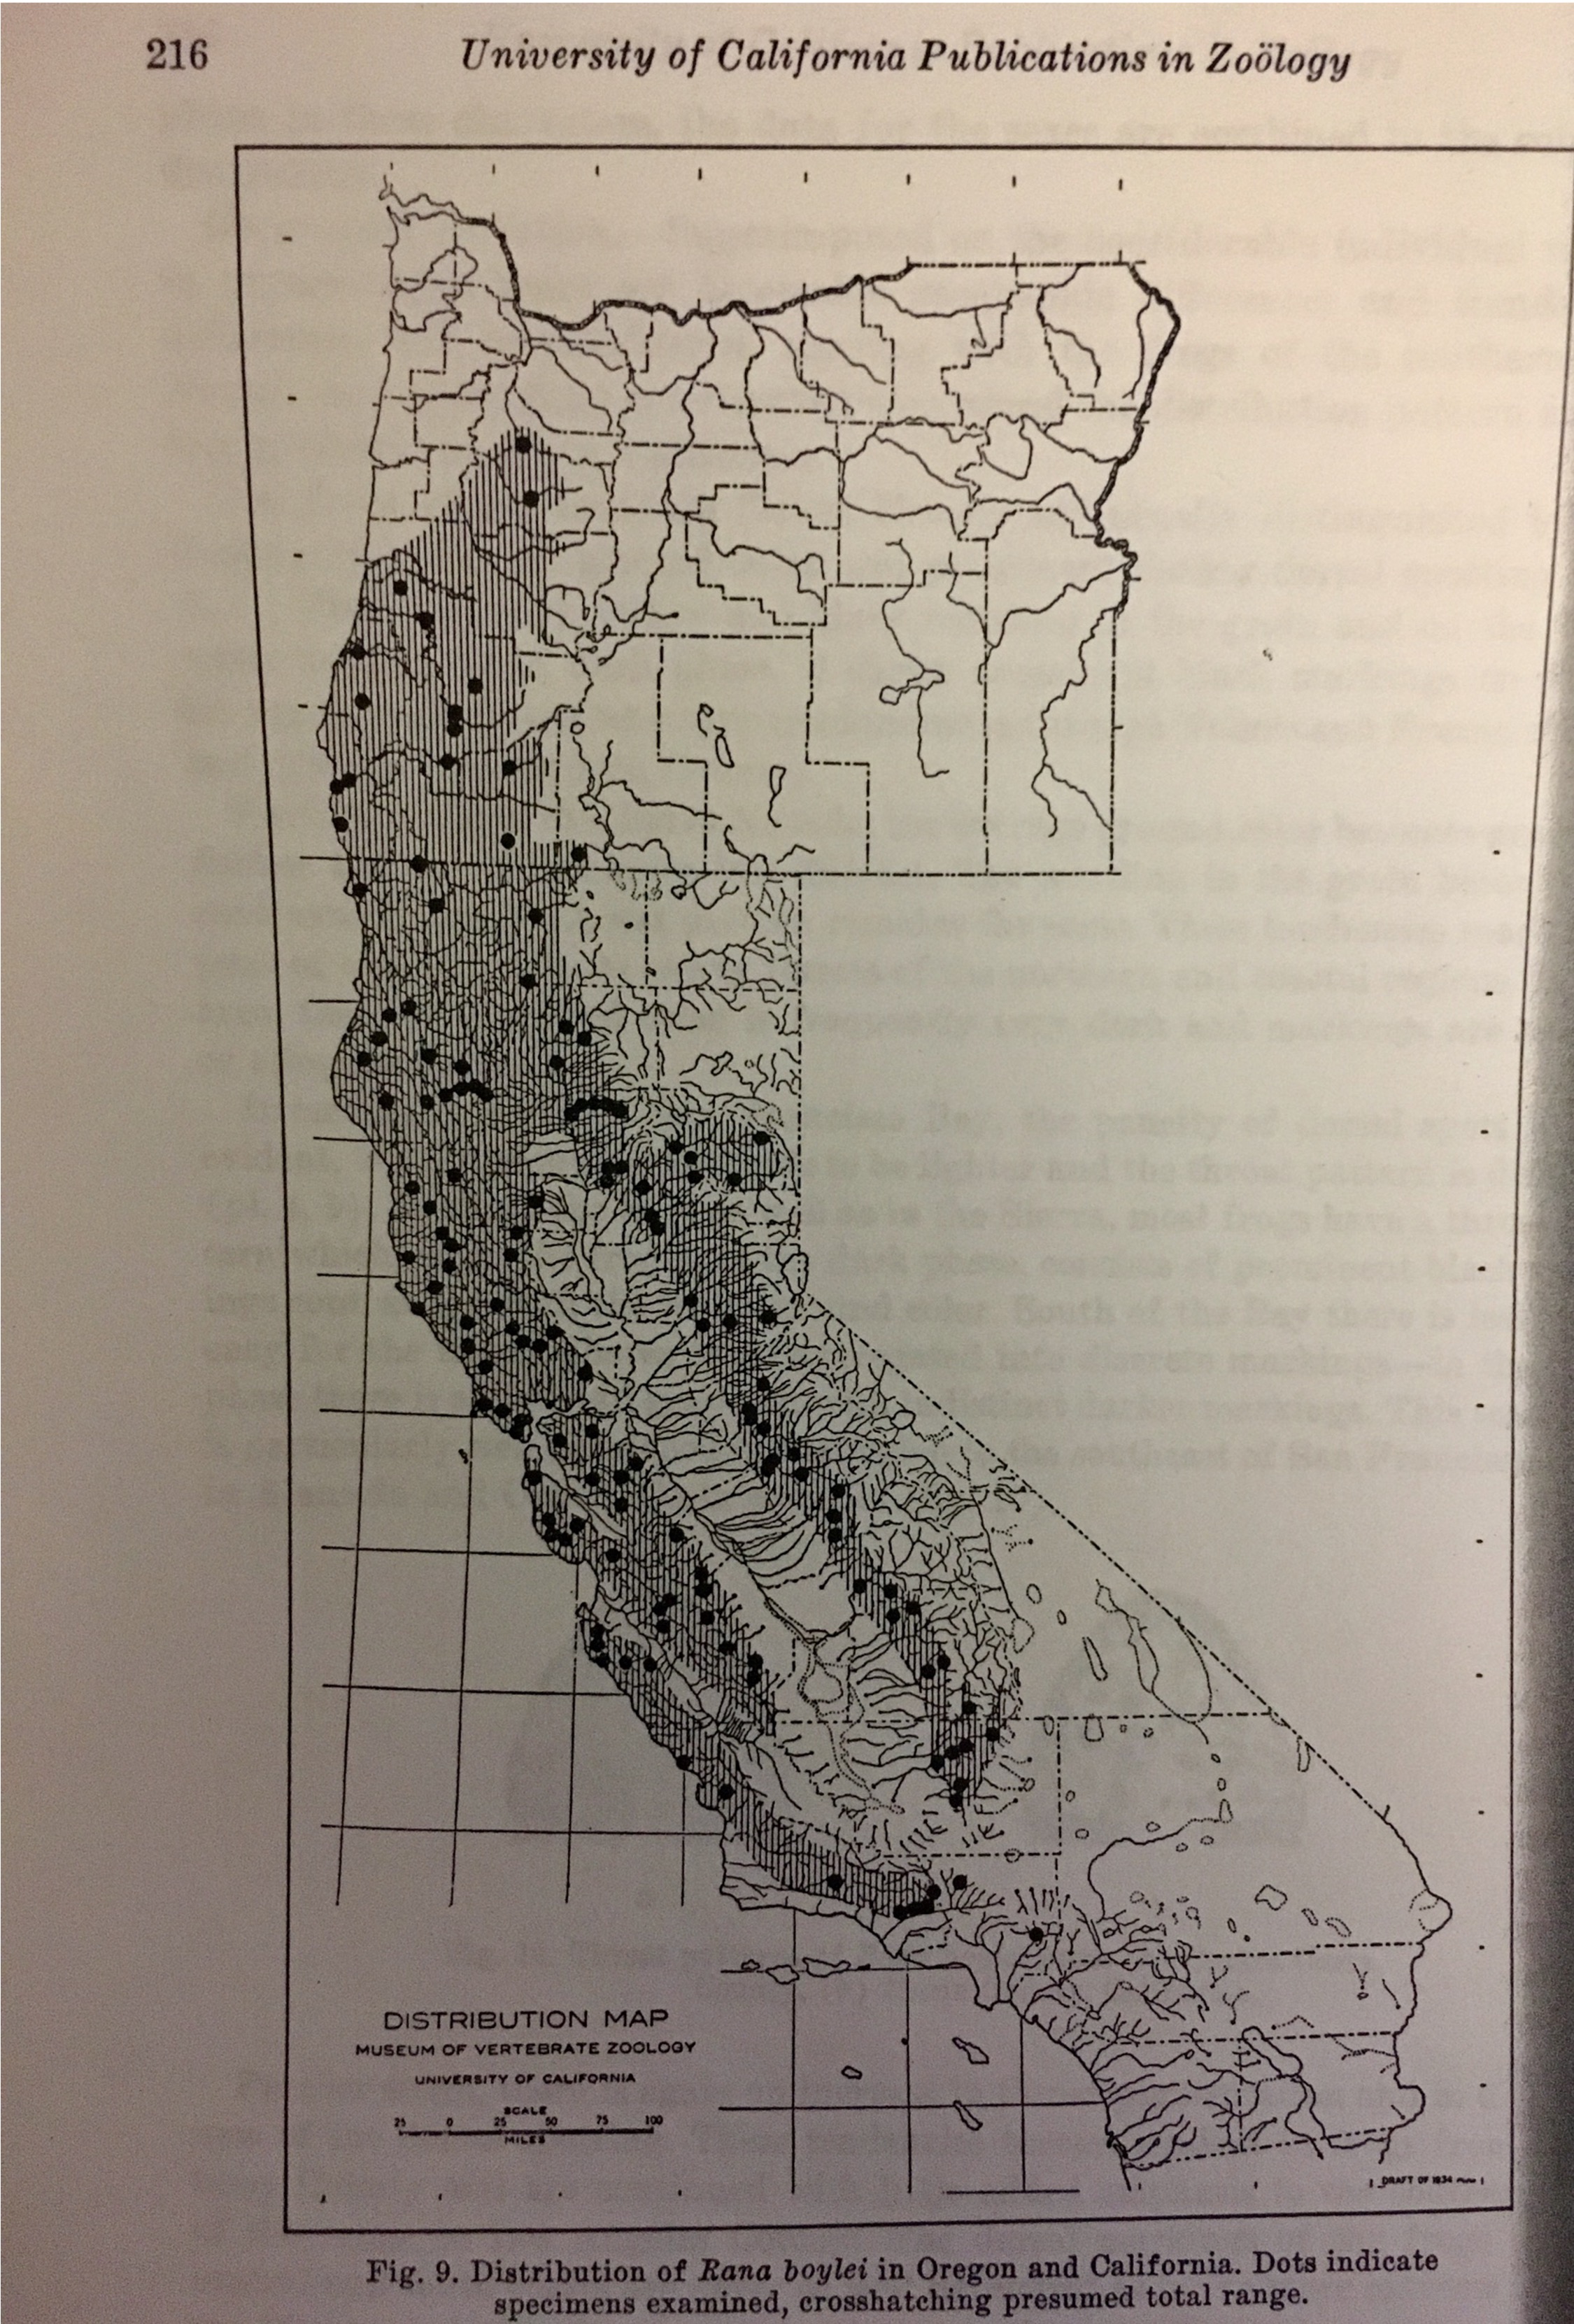 216
University of California Publications in Zoölogy
DISTRIBUTION MAP
MUSEUM OF VERTEBRATE ZOOLOGY
UNIVERSITY OF CALIFORNIA
SCALE
25 0 25 50 75 100
MILES
DRAFT OF 1934
Fig. 9. Distribution of Rana boylei in Oregon and California. Dots indicate
specimens examined, crosshatching presumed total range.